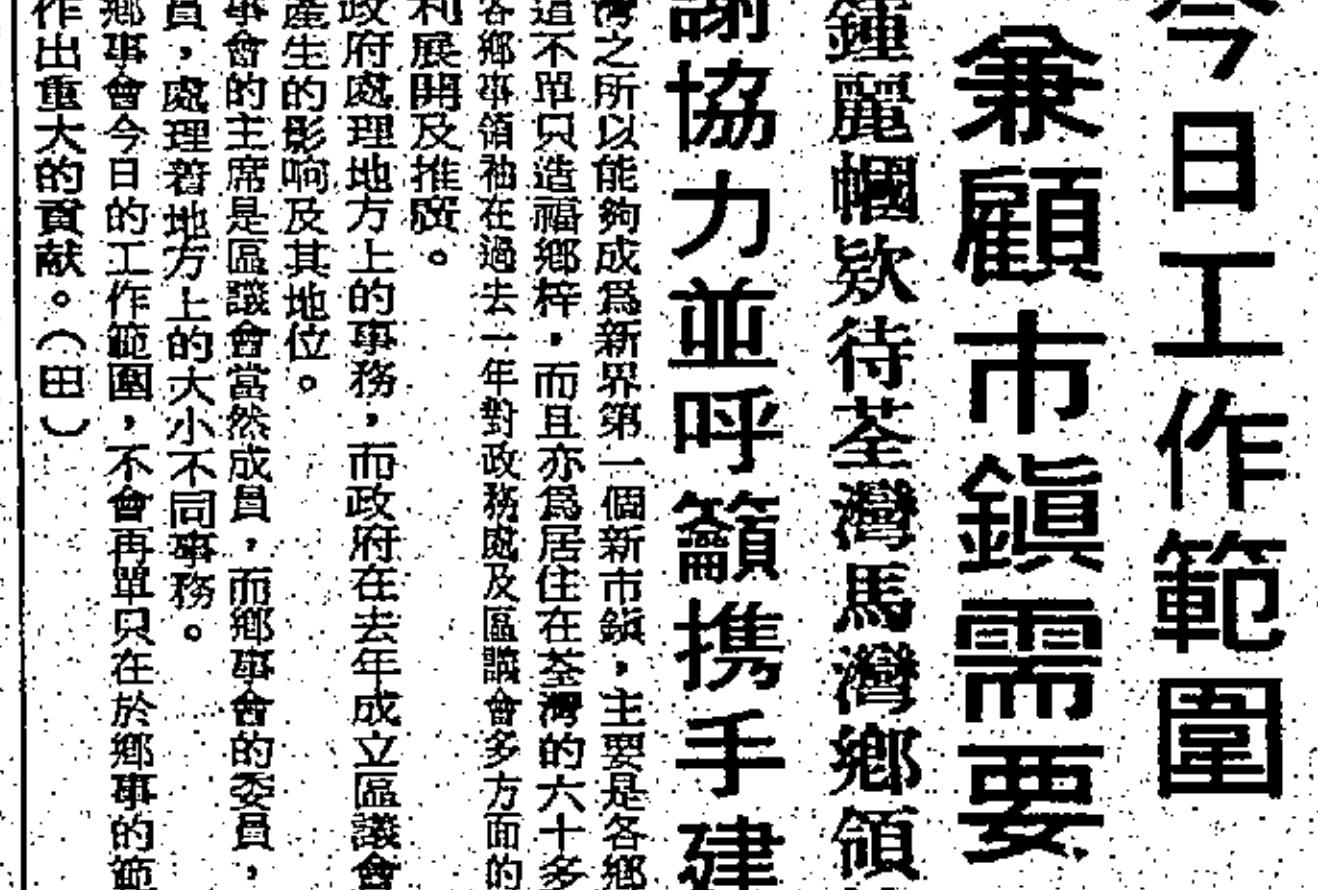 今日工作範圍
兼顧市鎭需要
鍾麗幗欵待荃灣馬灣鄉領
謝協力並呼籲携手建
灣之所以能夠成爲新界第一個新市鎭，主要是各鄉
這不單只造福鄉梓，而且亦爲居住在荃灣的六十多
各鄉事領袖在過去一年對政務處及區議會多方面的
利展開及推廣。
政府處理地方上的事務，而政府在去年成立區議會
產生的影响及其地位。
事會的主席是區議會當然成員，而鄉事會的委員，
員，處理着地方上的大小不同事務。
鄉事會今日的工作範圍，不會再單只在於鄉事的範
作出重大的貢献。（田）